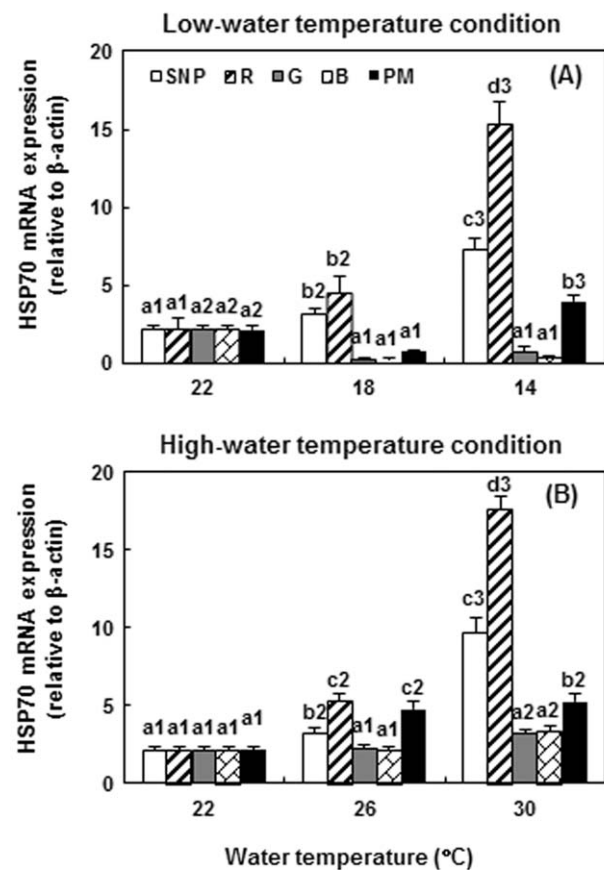 Low-water temperature condition
20
(A)
SNP R G B PM
d3
15
HSP70 mRNA expression
(relative to β-actin)
10
c3
b2
b2
b3
5
a1 a1 a2 a2 a2
a1 a1 a1
a1 a1
0
22 18 14
High-water temperature condition
20
(B)
d3
15
HSP70 mRNA expression
(relative to β-actin)
c3
10
c2 c2
b2
5
b2
a1 a1
a2 a2
a1 a1 a1 a1 a1
0
22 26 30
Water temperature (°C)